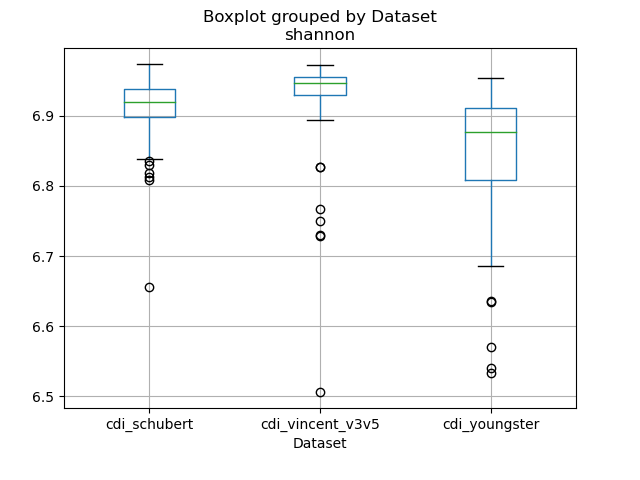 Boxplot grouped by Dataset
shannon
6.9
6.8
6.7
6.6
6.5
cdi_schubert
cdi_vincent_v3v5
cdi_youngster
Dataset